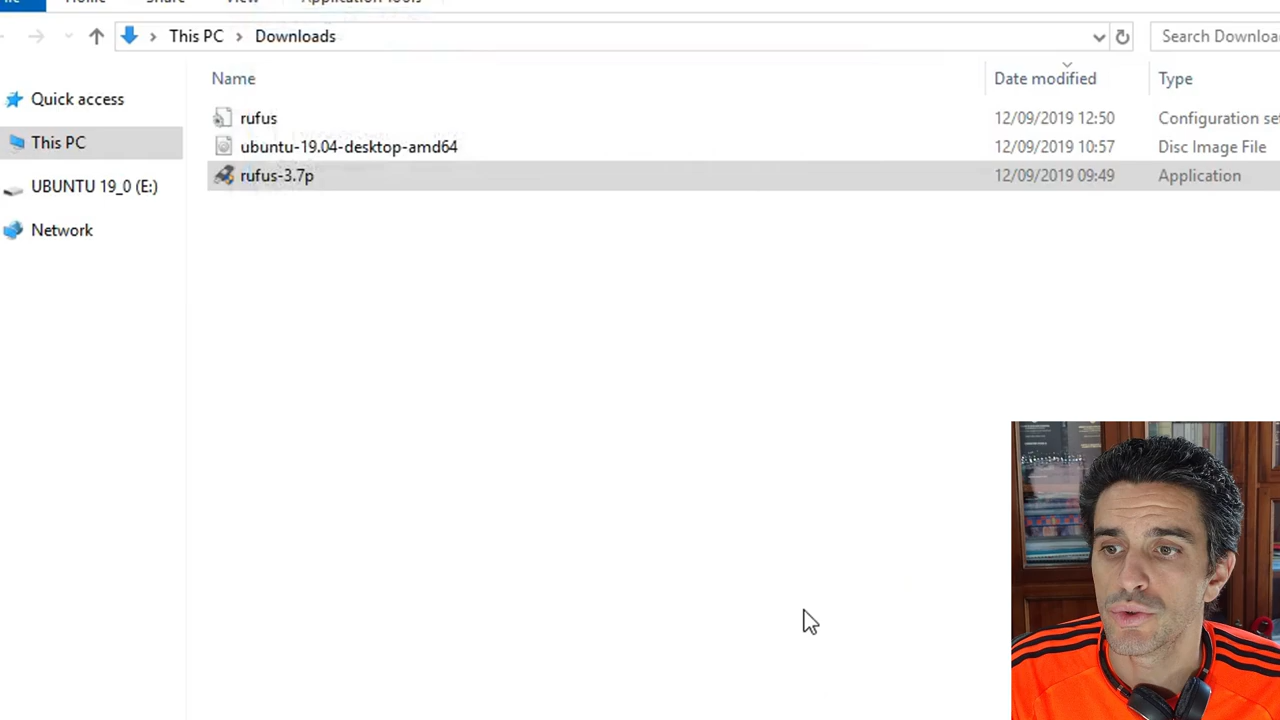 Home Share View Application Tools
This PC > Downloads
Search Downloa
Name Date modified Type
Quick access
This PC
UBUNTU 19_0 (E:)
Network
rufus 12/09/2019 12:50 Configuration se
ubuntu-19.04-desktop-amd64 12/09/2019 10:57 Disc Image File
rufus-3.7p 12/09/2019 09:49 Application